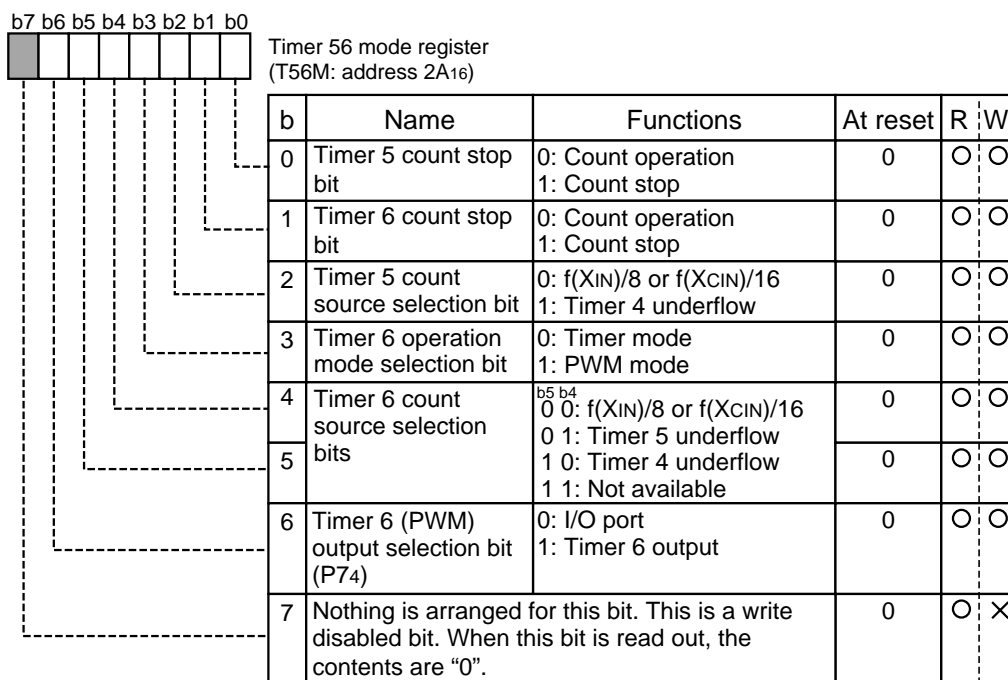 b7 b6 b5 b4 b3 b2 b1 b0
Timer 56 mode register
(T56M: address 2A16)
b Name Functions At reset R W
0 Timer 5 count stop bit 0: Count operation 0 O O
1: Count stop
1 Timer 6 count stop bit 0: Count operation 0 O O
1: Count stop
2 Timer 5 count source selection bit 0: f(XIN)/8 or f(XCIN)/16 0 O O
1: Timer 4 underflow
3 Timer 6 operation mode selection bit 0: Timer mode 0 O O
1: PWM mode
4 Timer 6 count source selection bits b5 b4 0 O O
0 0: f(XIN)/8 or f(XCIN)/16
0 1: Timer 5 underflow
5 1 0: Timer 4 underflow 0 O O
1 1: Not available
6 Timer 6 (PWM) output selection bit (P74) 0: I/O port 0 O O
1: Timer 6 output
7 Nothing is arranged for this bit. This is a write 0 O ×
disabled bit. When this bit is read out, the
contents are “0”.